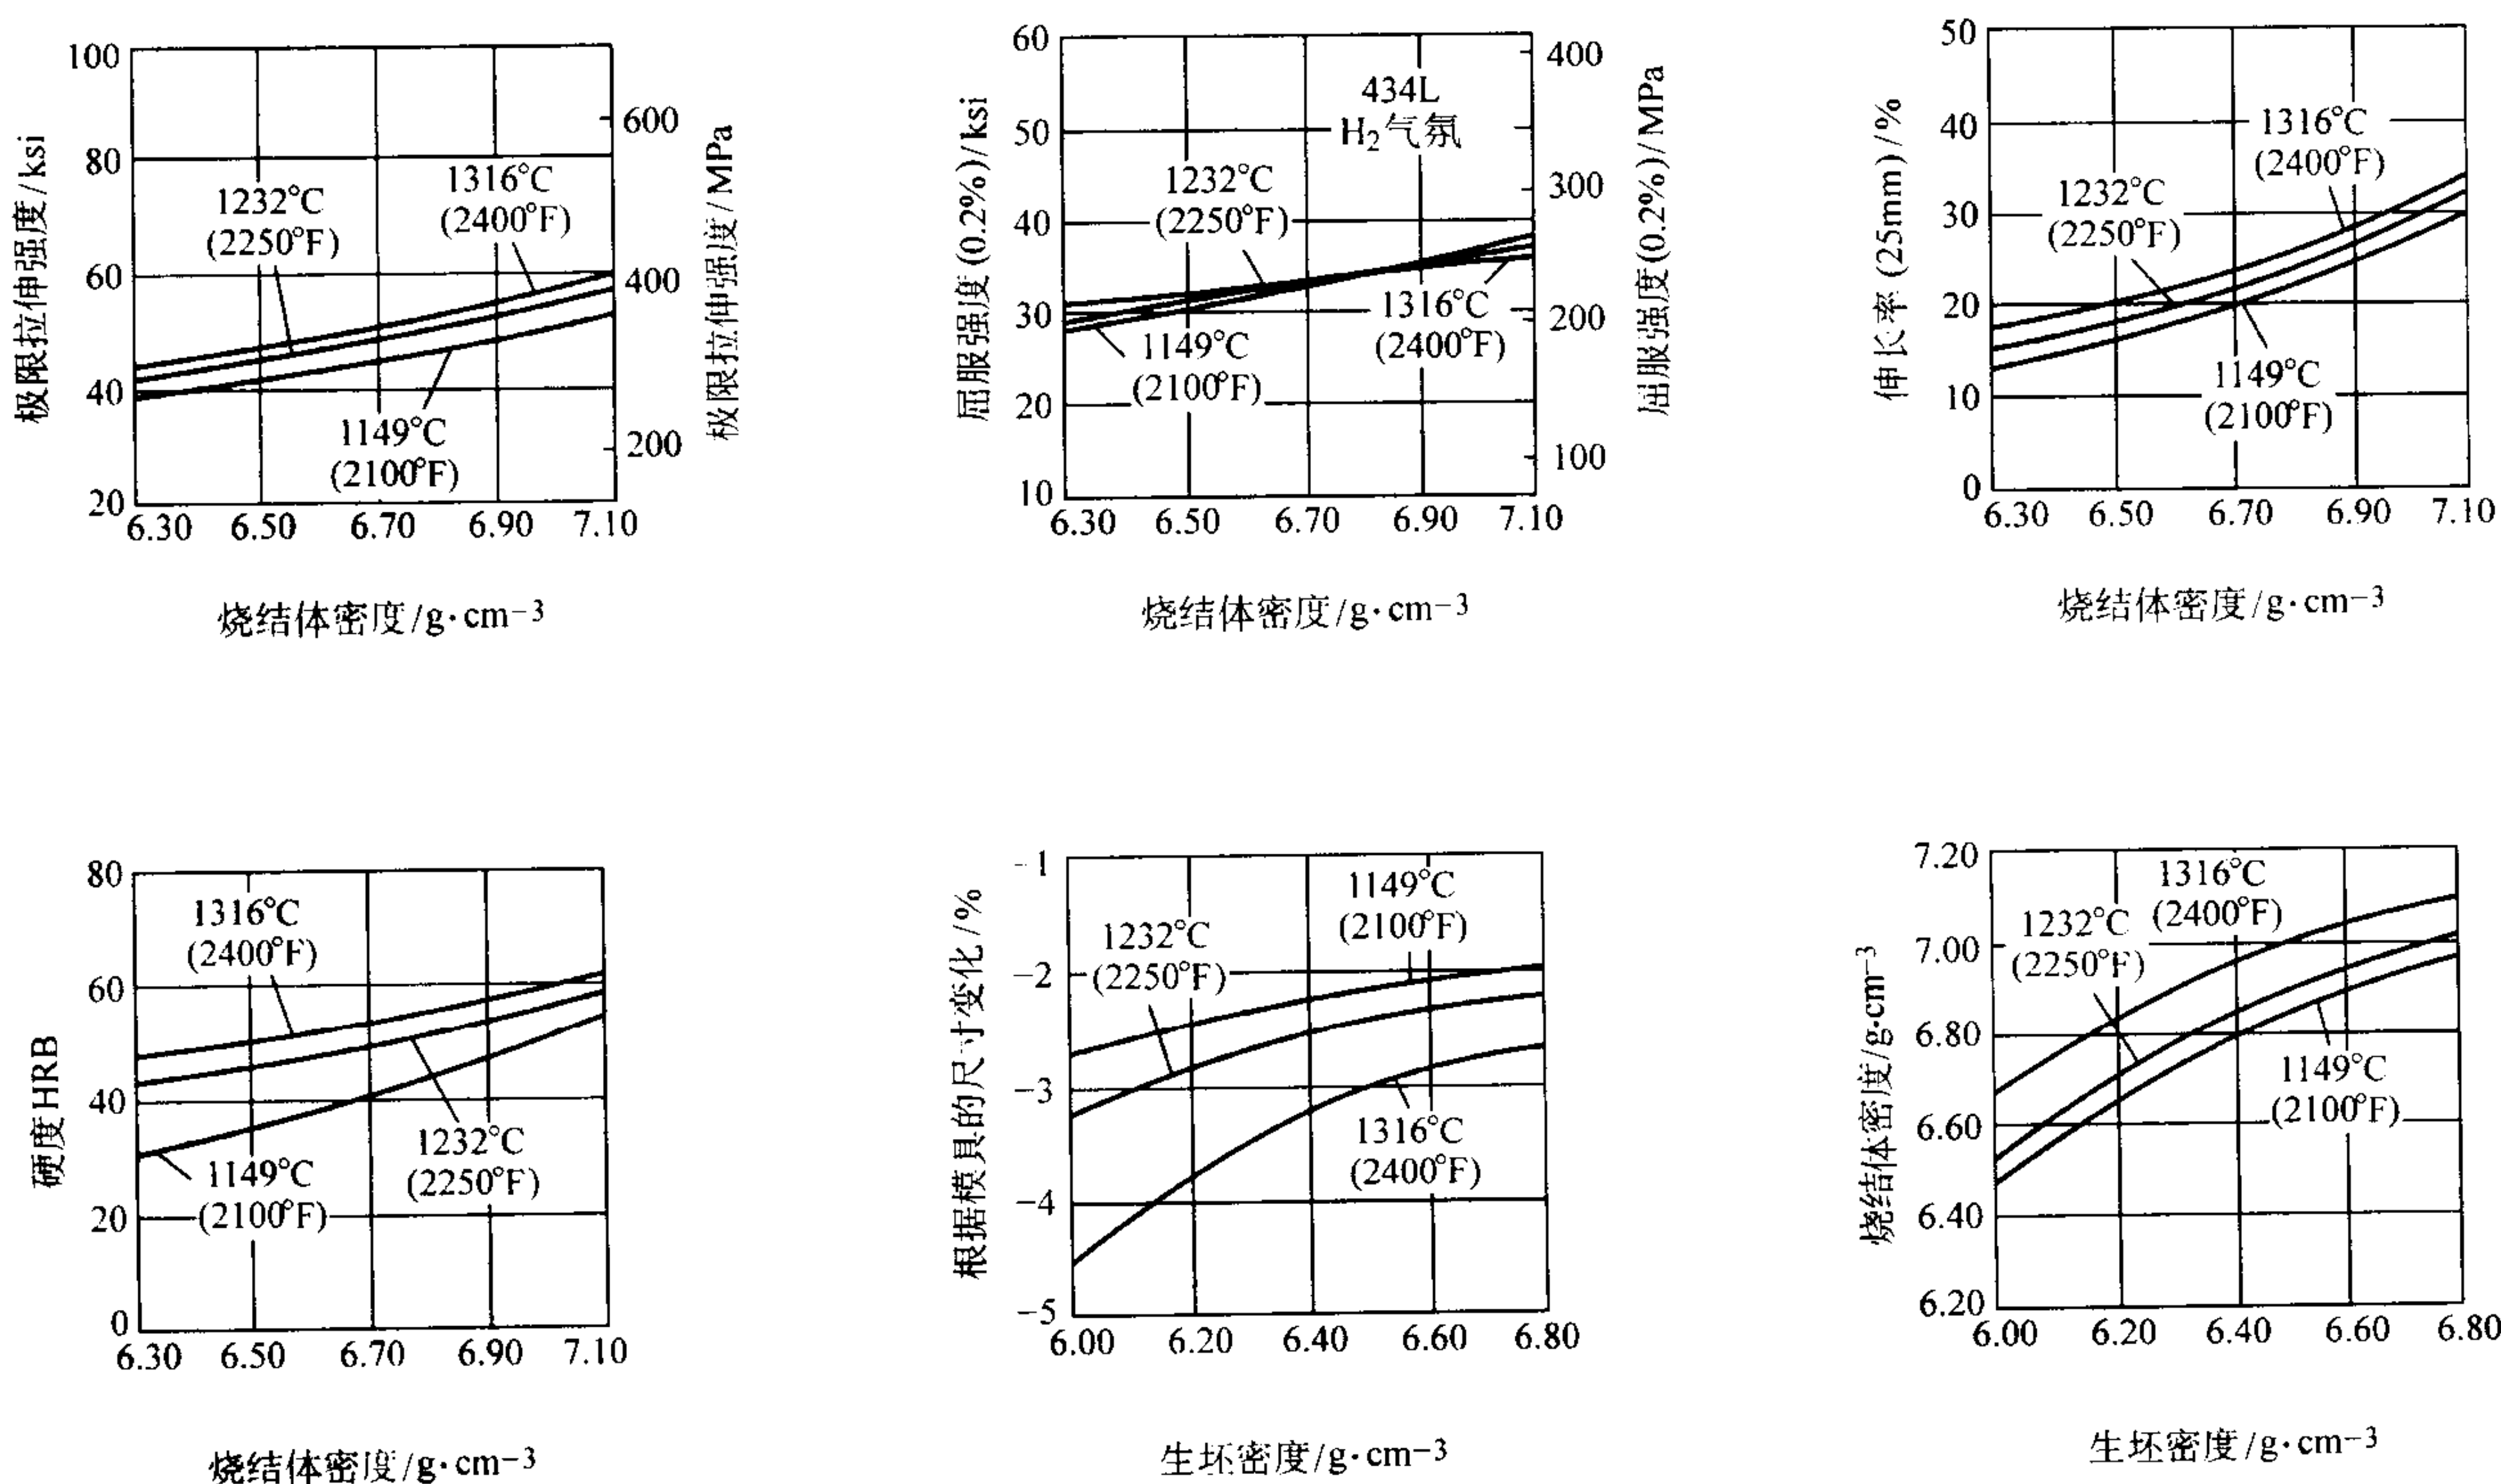 极限拉伸强度/ksi
100
80
60
40
20
1232°C
(2250°F)
1316°C
(2400°F)
1149°C
(2100°F)
600
400
200
极限拉伸强度/MPa
6.30 6.50 6.70 6.90 7.10
烧结体密度/g·cm−3
屈服强度(0.2%)/ksi
60
50
40
30
20
10
434L
H2气氛
1232°C
(2250°F)
1149°C
(2100°F)
1316°C
(2400°F)
400
300
200
100
屈服强度(0.2%)/MPa
6.30 6.50 6.70 6.90 7.10
烧结体密度/g·cm−3
伸长率(25mm)/%
50
40
30
20
10
0
1316°C
(2400°F)
1232°C
(2250°F)
1149°C
(2100°F)
6.30 6.50 6.70 6.90 7.10
烧结体密度/g·cm−3
硬度HRB
80
60
40
20
0
1316°C
(2400°F)
1232°C
(2250°F)
1149°C
(2100°F)
6.30 6.50 6.70 6.90 7.10
烧结体密度/g·cm−3
根据模具的尺寸变化/%
−1
−2
−3
−4
−5
1149°C
(2100°F)
1232°C
(2250°F)
1316°C
(2400°F)
6.00 6.20 6.40 6.60 6.80
生坯密度/g·cm−3
烧结体密度/g·cm−3
7.20
7.00
6.80
6.60
6.40
6.20
1316°C
(2400°F)
1232°C
(2250°F)
1149°C
(2100°F)
6.00 6.20 6.40 6.60 6.80
生坯密度/g·cm−3